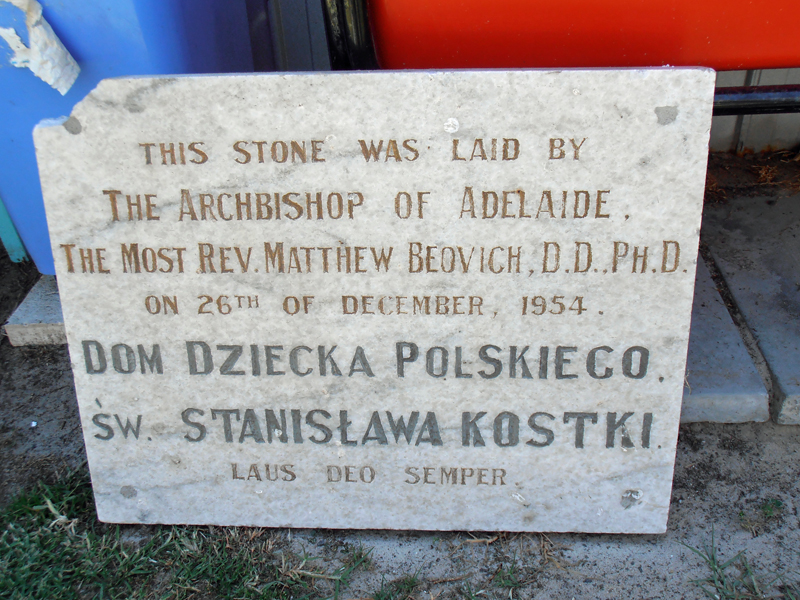 THIS STONE WAS LAID BY
THE ARCHBISHOP OF ADELAIDE,
THE MOST REV. MATTHEW BEOVICH, D.D., PH.D.
ON 26TH OF DECEMBER, 1954.
DOM DZIECKA POLSKIEGO.
ŚW. STANISŁAWA KOSTKI.
LAUS DEO SEMPER.